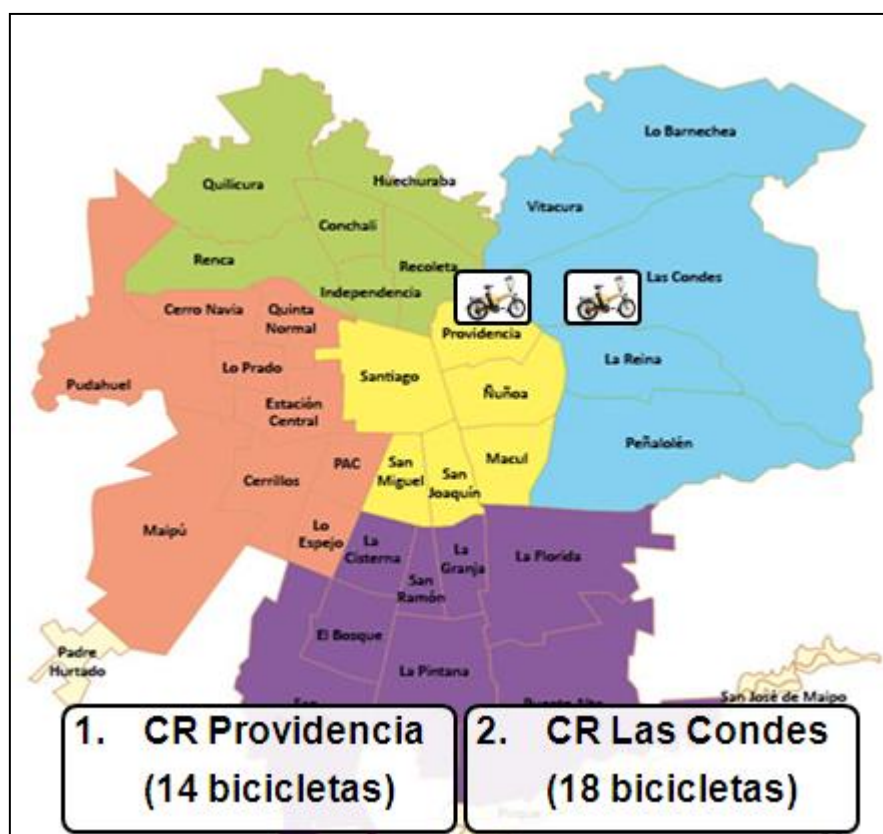 Lo Barnechea
Quilicura
Huechuraba
Vitacura
Conchalí
Renca
Recoleta
Las Condes
Independencia
Cerro Navia
Quinta
Normal
Providencia
Lo Prado
La Reina
Pudahuel
Santiago
Ñuñoa
Estación
Central
Peñalolén
PAC
San
Miguel
San
Joaquín
Macul
Cerrillos
Maipú
Lo
Espejo
La
Cisterna
La
Granja
La Florida
San
Ramón
El Bosque
Padre
Hurtado
La Pintana
San José de Maipo
1. CR Providencia
(14 bicicletas)
2. CR Las Condes
(18 bicicletas)